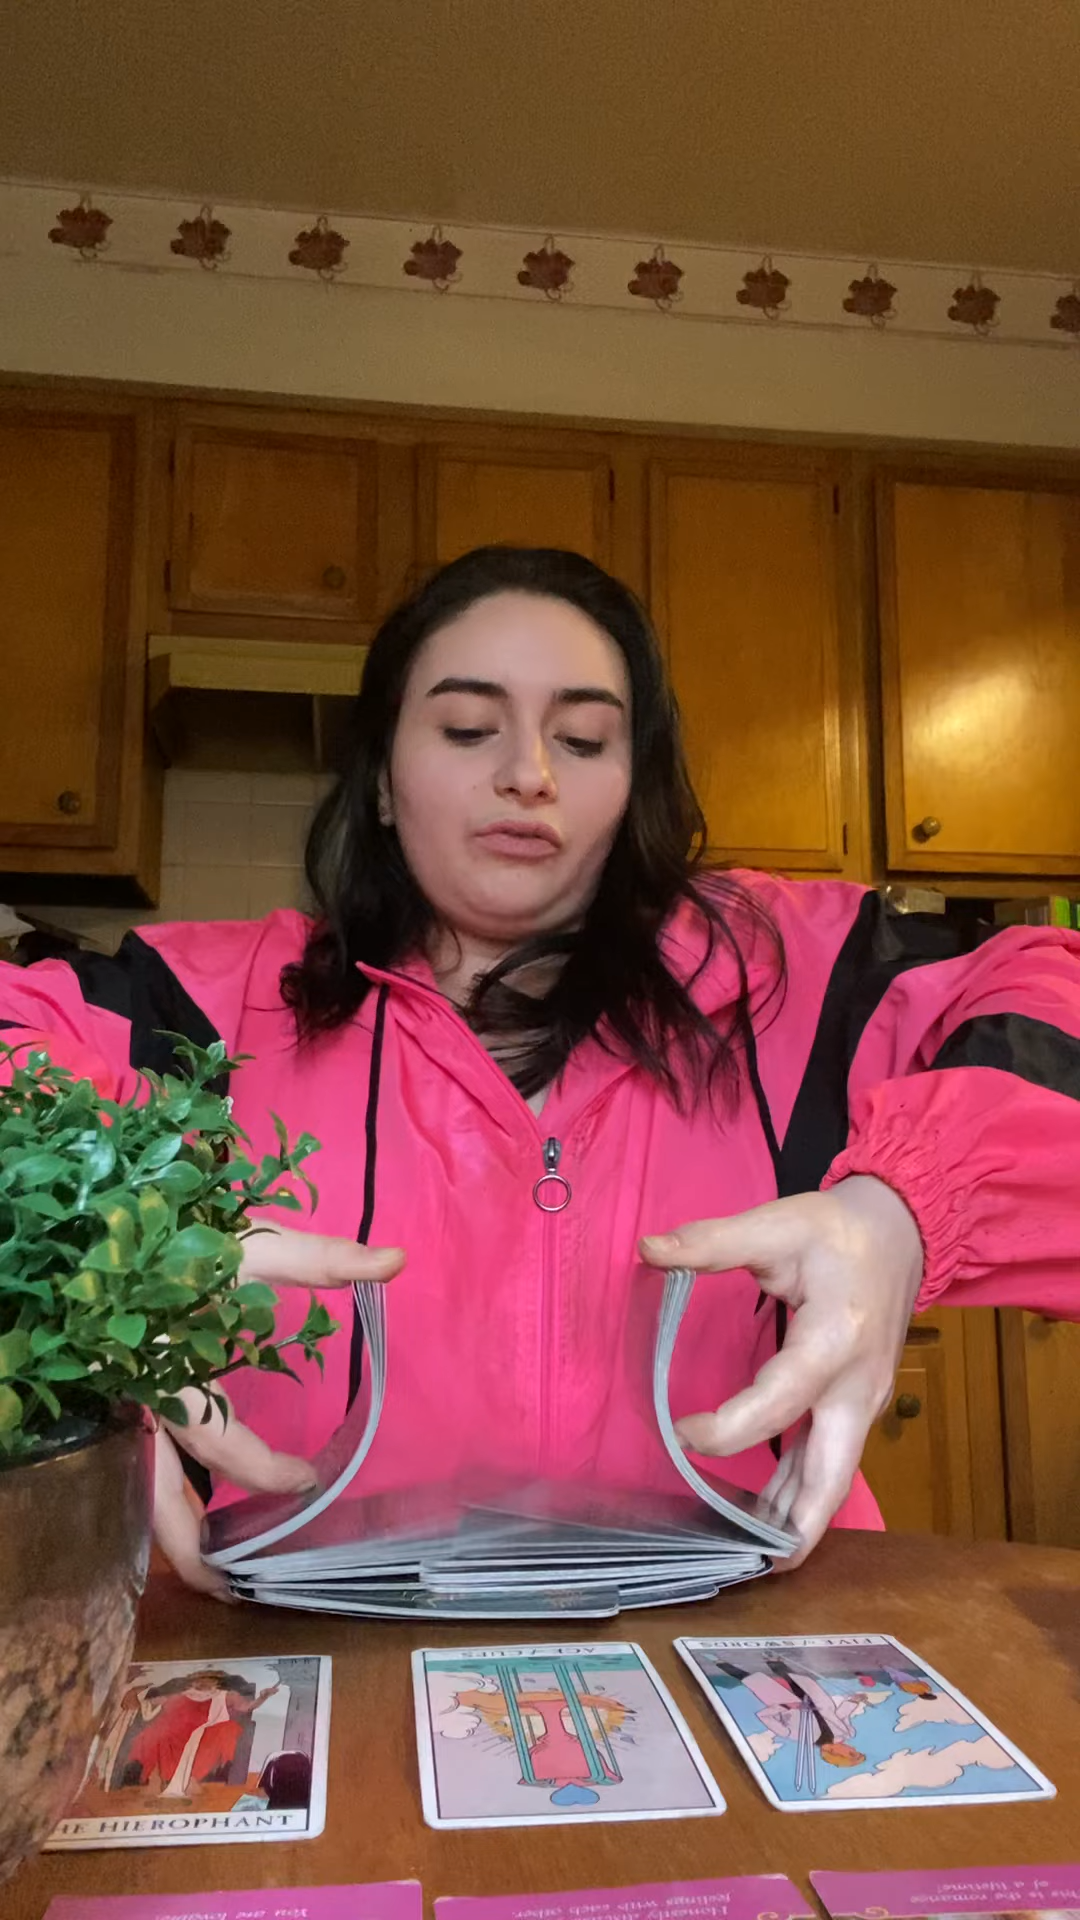 HE HIEROPHANT
ACE of CUPS
FIVE of SWORDS
You are lovable!
Honestly discuss
feelings with each other.
This is the romance
of a lifetime!